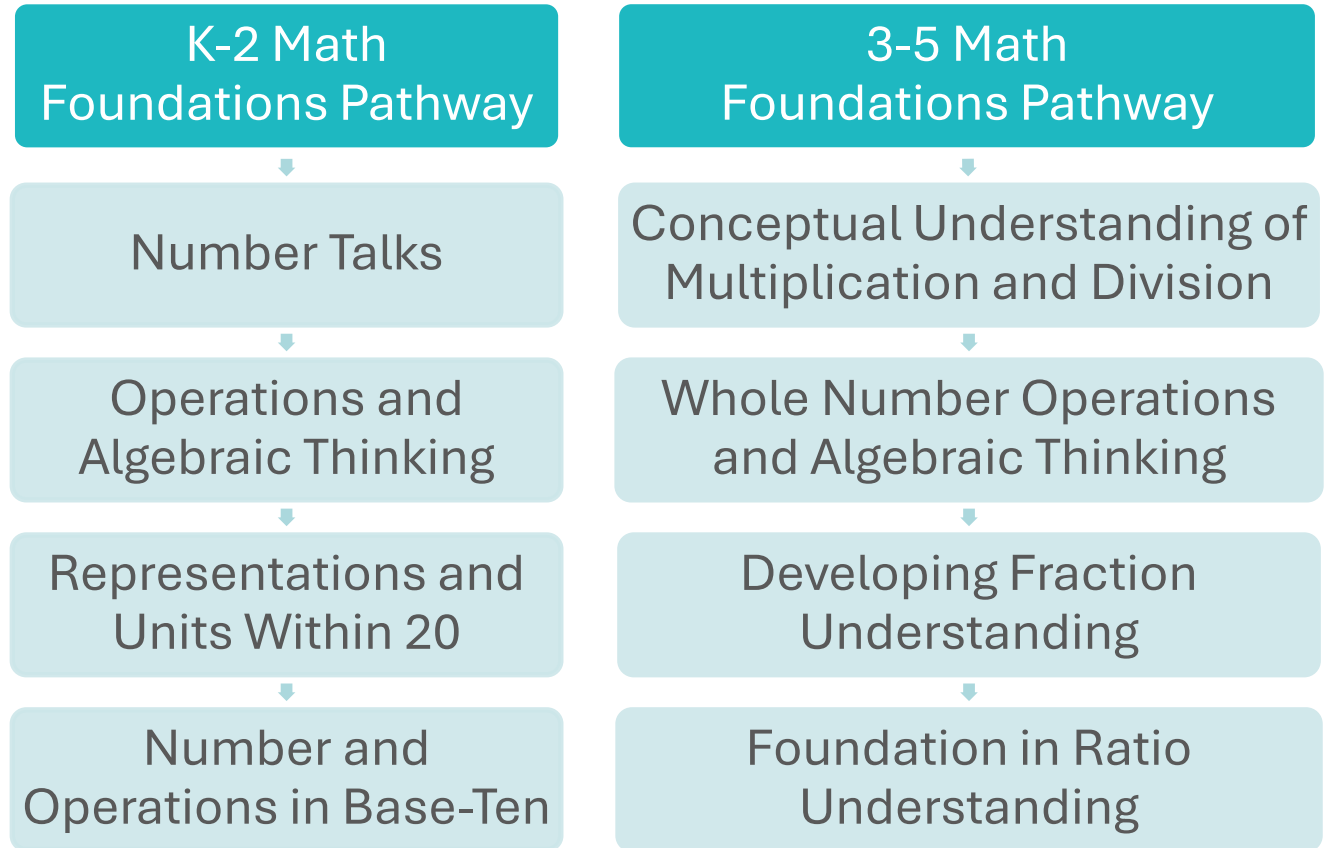 K-2 Math
Foundations Pathway
Number Talks
Operations and
Algebraic Thinking
Representations and
Units Within 20
Number and
Operations in Base-Ten
3-5 Math
Foundations Pathway
Conceptual Understanding of
Multiplication and Division
Whole Number Operations
and Algebraic Thinking
Developing Fraction
Understanding
Foundation in Ratio
Understanding